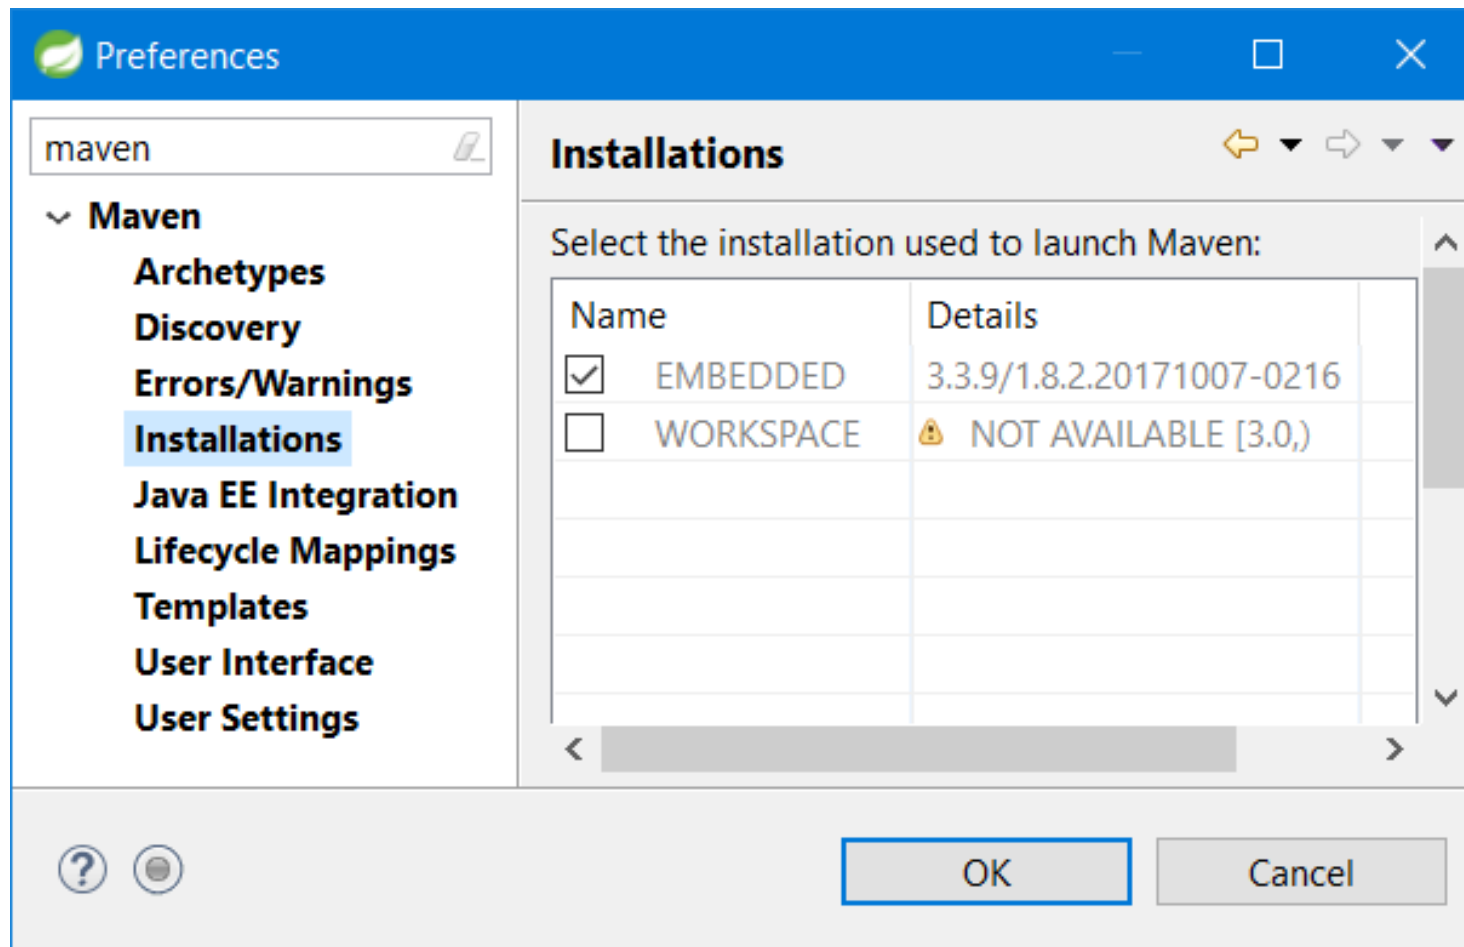 Preferences
maven
Maven
Archetypes
Discovery
Errors/Warnings
Installations
Java EE Integration
Lifecycle Mappings
Templates
User Interface
User Settings
Installations
Select the installation used to launch Maven:
Name Details
EMBEDDED 3.3.9/1.8.2.20171007-0216
WORKSPACE NOT AVAILABLE [3.0,)
OK Cancel